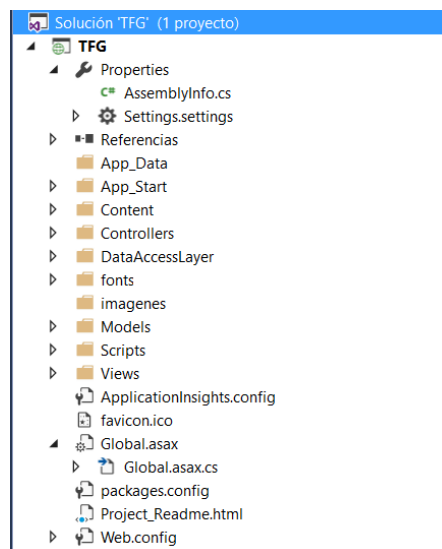 Solución 'TFG' (1 proyecto)
TFG
Properties
C# AssemblyInfo.cs
Settings.settings
Referencias
App_Data
App_Start
Content
Controllers
DataAccessLayer
fonts
imagenes
Models
Scripts
Views
ApplicationInsights.config
favicon.ico
Global.asax
Global.asax.cs
packages.config
Project_Readme.html
Web.config